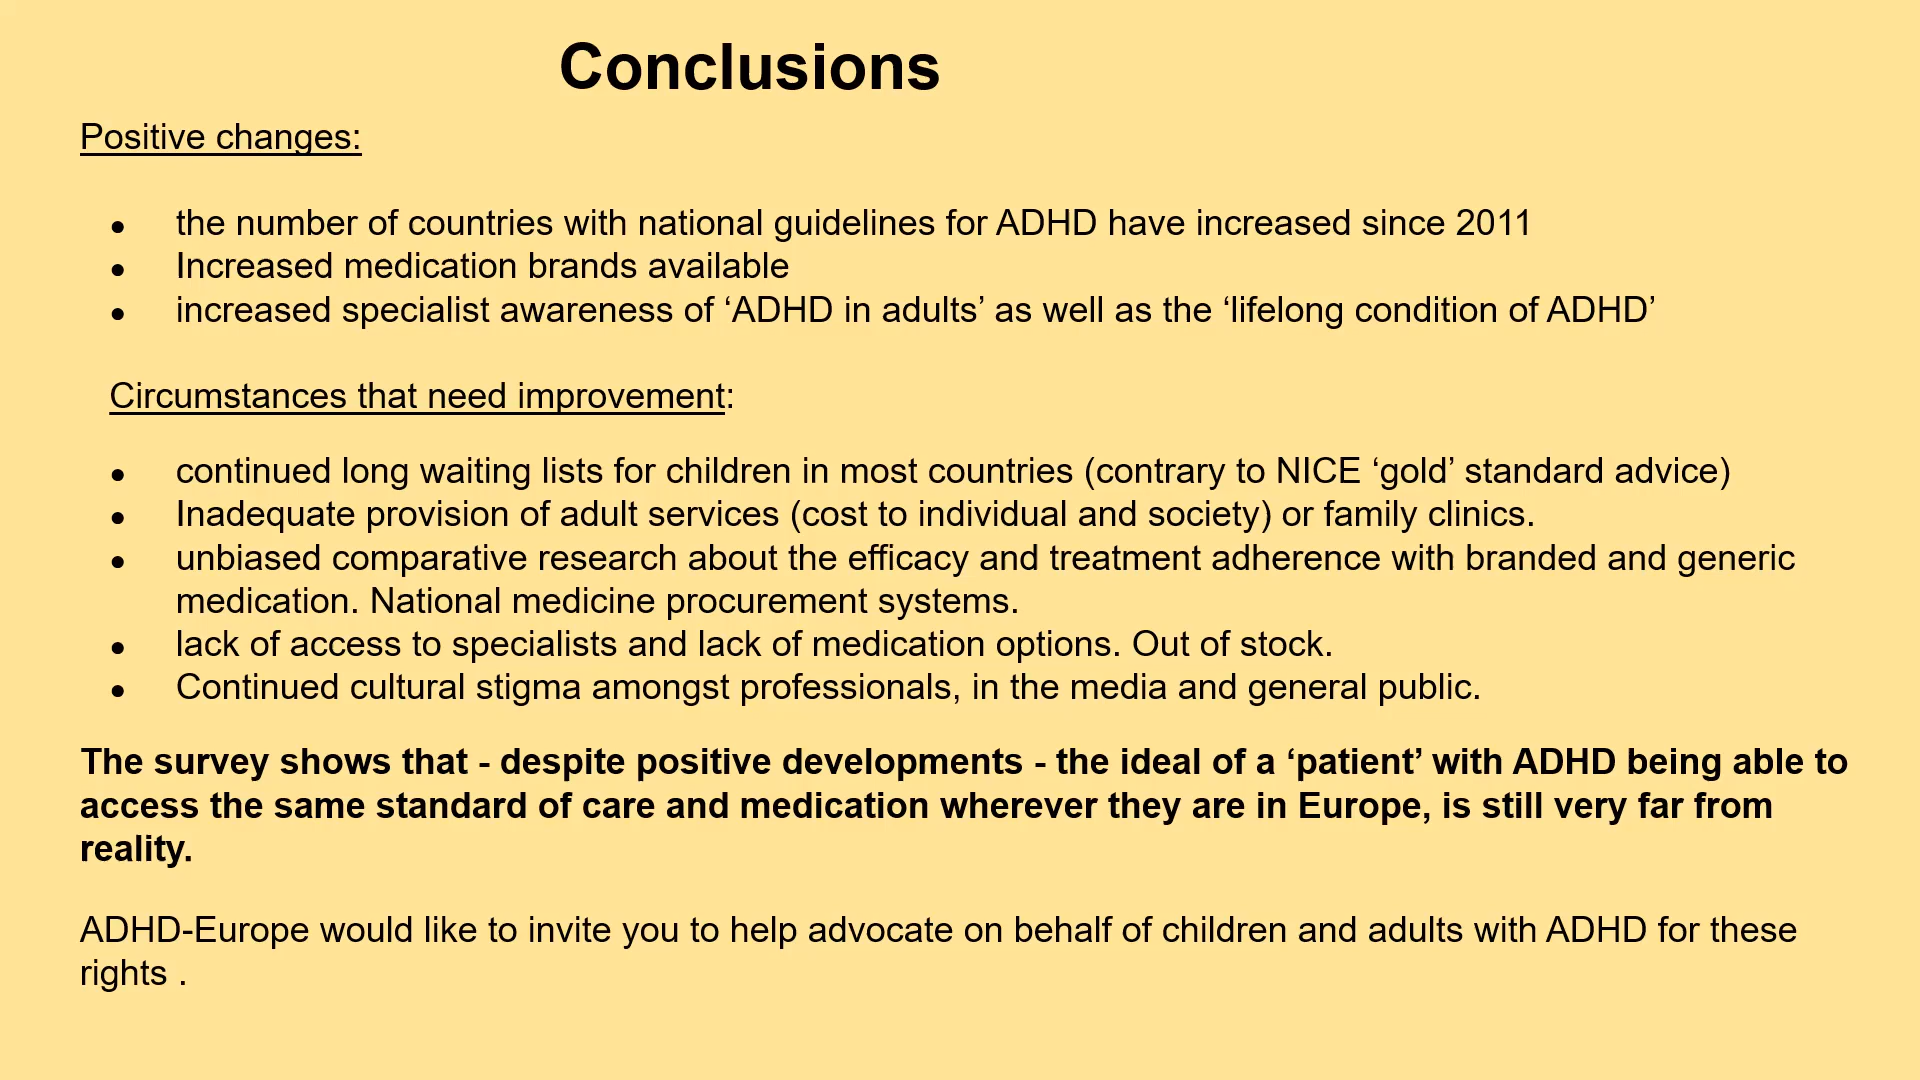 Conclusions
Positive changes:
● the number of countries with national guidelines for ADHD have increased since 2011
● Increased medication brands available
● increased specialist awareness of ‘ADHD in adults’ as well as the ‘lifelong condition of ADHD’
Circumstances that need improvement:
● continued long waiting lists for children in most countries (contrary to NICE ‘gold’ standard advice)
● Inadequate provision of adult services (cost to individual and society) or family clinics.
● unbiased comparative research about the efficacy and treatment adherence with branded and generic
medication. National medicine procurement systems.
● lack of access to specialists and lack of medication options. Out of stock.
● Continued cultural stigma amongst professionals, in the media and general public.
The survey shows that - despite positive developments - the ideal of a ‘patient’ with ADHD being able to
access the same standard of care and medication wherever they are in Europe, is still very far from
reality.
ADHD-Europe would like to invite you to help advocate on behalf of children and adults with ADHD for these
rights .